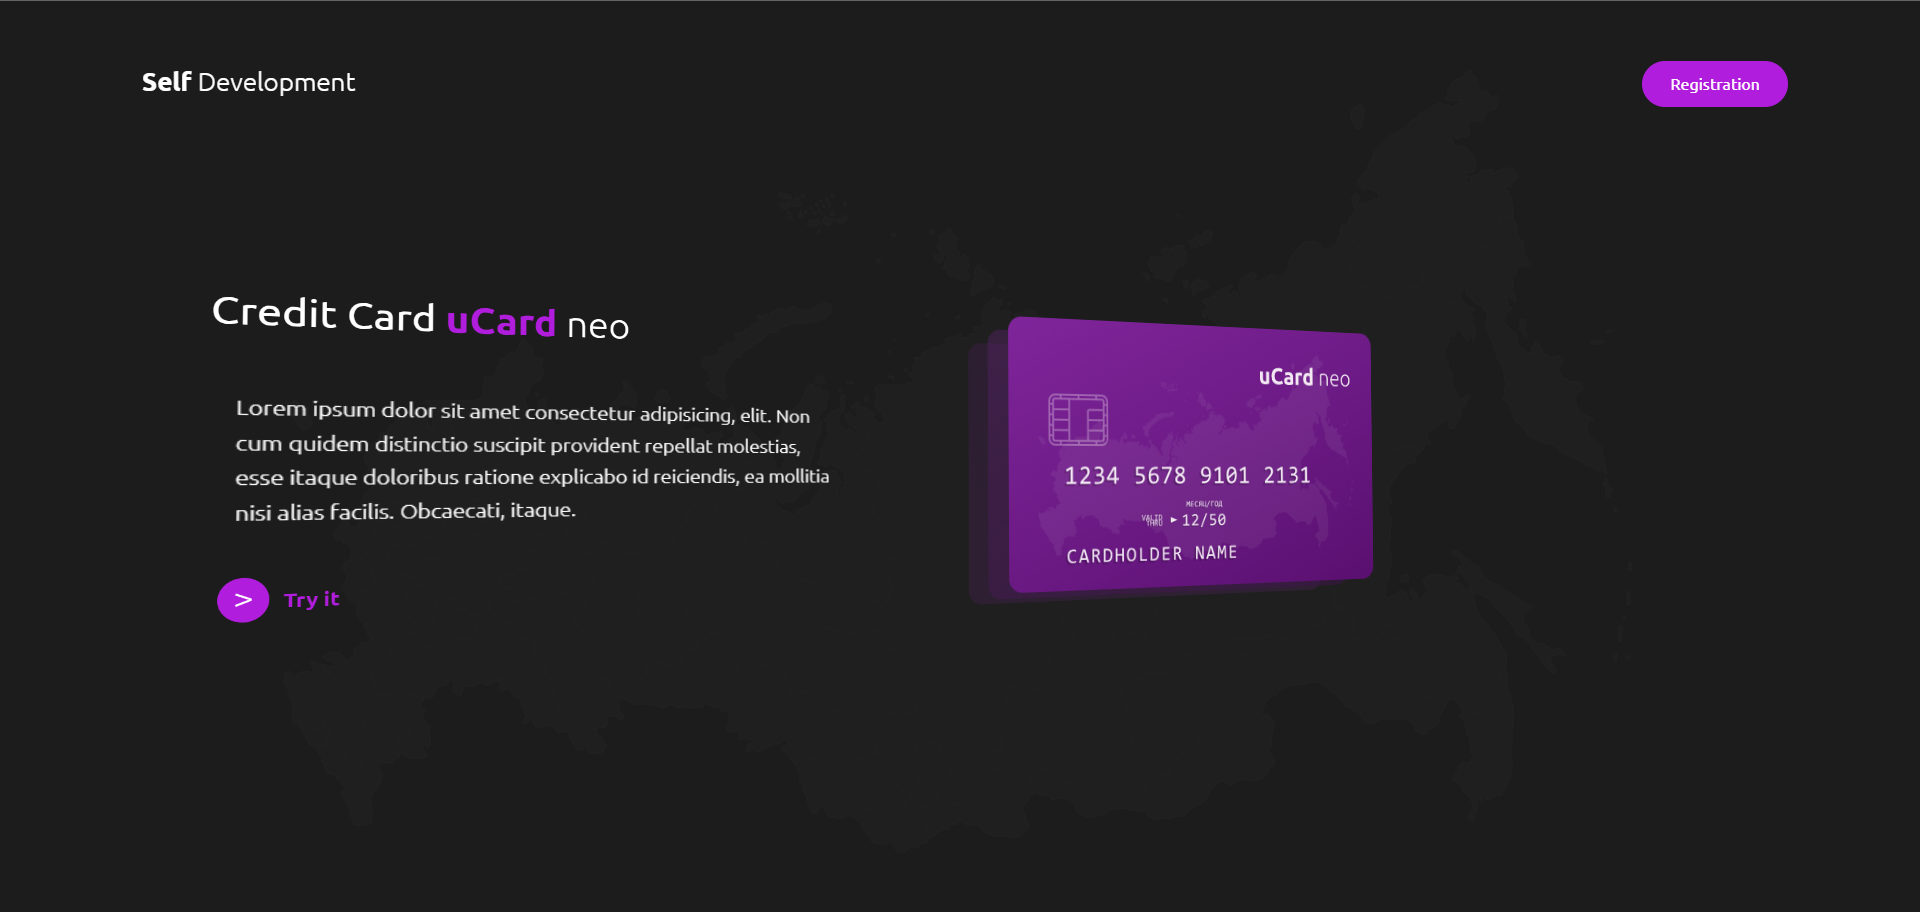 Self Development
Registration
Credit Card uCard neo
Lorem ipsum dolor sit amet consectetur adipisicing, elit. Non
cum quidem distinctio suscipit provident repellat molestias,
esse itaque doloribus ratione explicabo id reiciendis, ea mollitia
nisi alias facilis. Obcaecati, itaque.
> Try it
uCard neo
1234 5678 9101 2131
МЕСЯЦ/ГОД
VALID
THRU
▶ 12/50
CARDHOLDER NAME